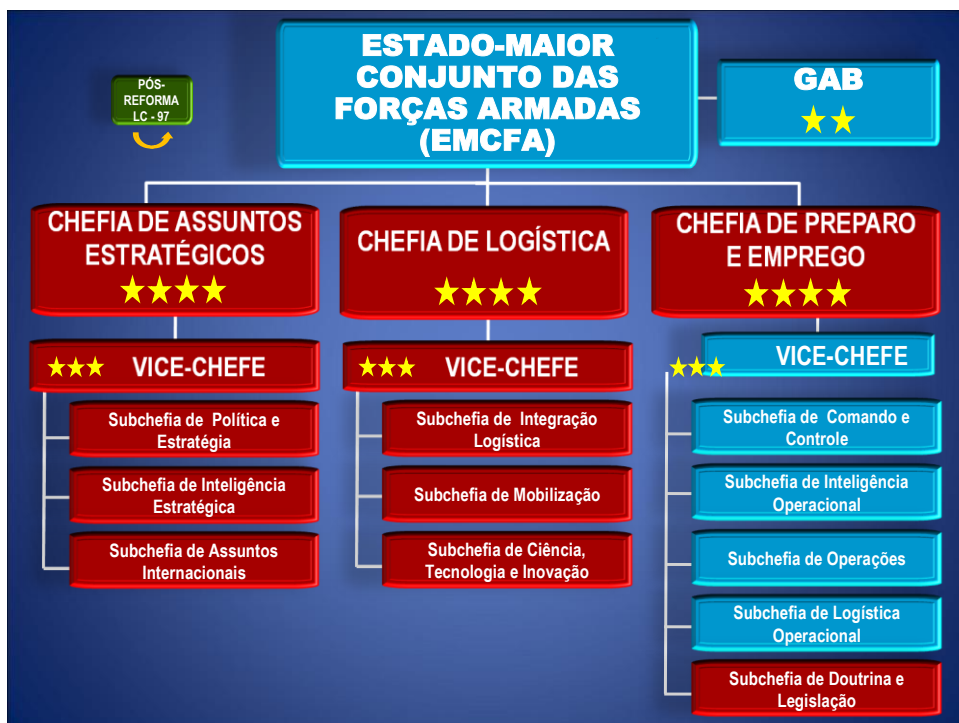 ESTADO-MAIOR
CONJUNTO DAS
FORÇAS ARMADAS
(EMCFA)
GAB
PÓS-
REFORMA
LC - 97
CHEFIA DE ASSUNTOS
ESTRATÉGICOS
VICE-CHEFE
Subchefia de Política e
Estratégia
Subchefia de Inteligência
Estratégica
Subchefia de Assuntos
Internacionais
CHEFIA DE LOGÍSTICA
VICE-CHEFE
Subchefia de Integração
Logística
Subchefia de Mobilização
Subchefia de Ciência,
Tecnologia e Inovação
CHEFIA DE PREPARO
E EMPREGO
VICE-CHEFE
Subchefia de Comando e
Controle
Subchefia de Inteligência
Operacional
Subchefia de Operações
Subchefia de Logística
Operacional
Subchefia de Doutrina e
Legislação